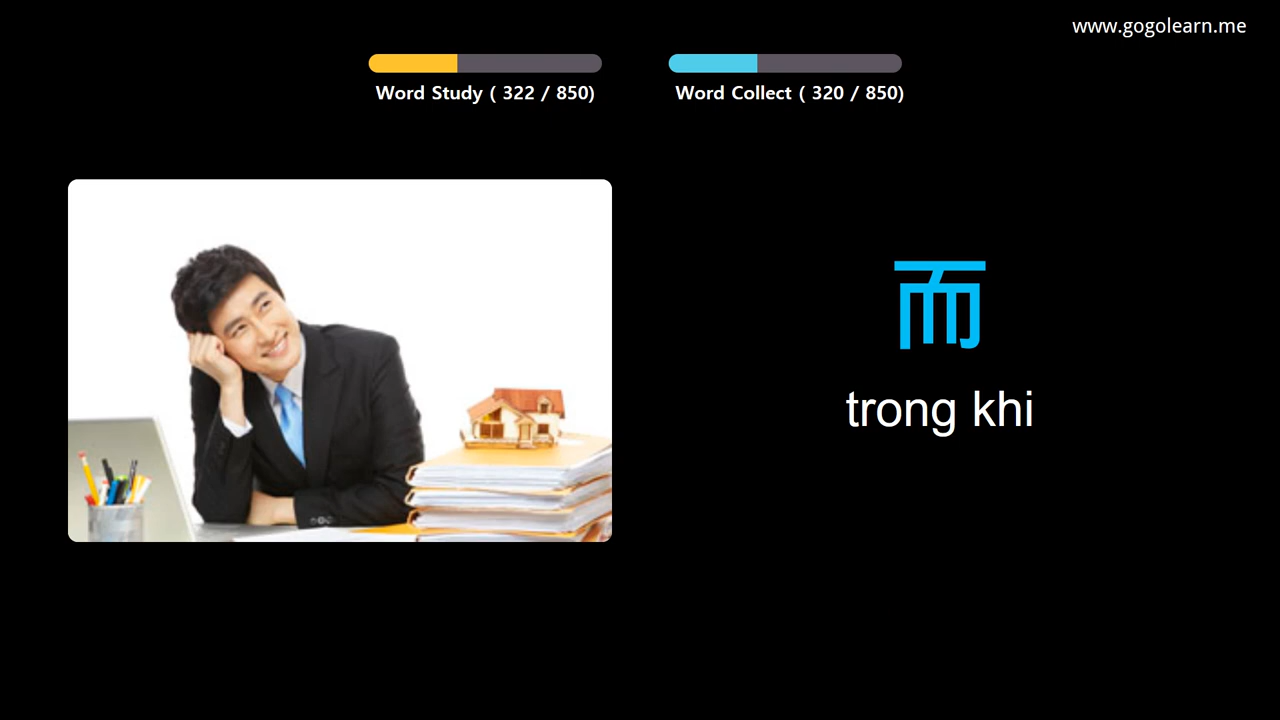 www.gogolearn.me
Word Study ( 322 / 850)
Word Collect ( 320 / 850)
而
trong khi